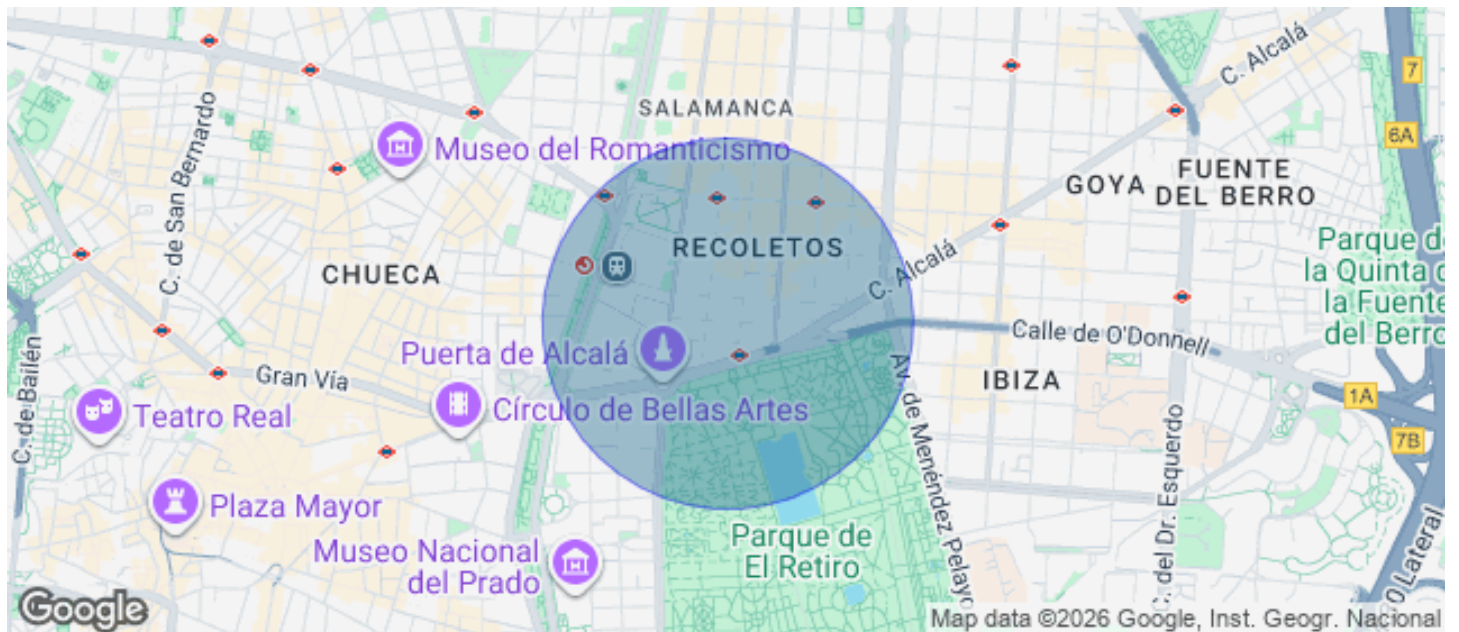 C. Alcalá
7
SALAMANCA
6A
Museo del Romanticismo
C. de San Bernardo
FUENTE
DEL BERRO
GOYA
RECOLETOS
Parque d
la Quinta d
la Fuente
del Berro
CHUECA
C. Alcalá
Calle de O'Donnell
Puerta de Alcalá
Gran Vía
IBIZA
C. de Bailén
1A
Teatro Real
Círculo de Bellas Artes
7B
Av. de Menéndez Pelayo
C. del Dr. Esquerdo
Plaza Mayor
Parque de
El Retiro
Museo Nacional
del Prado
O Lateral
Google
Map data ©2026 Google, Inst. Geogr. Nacional